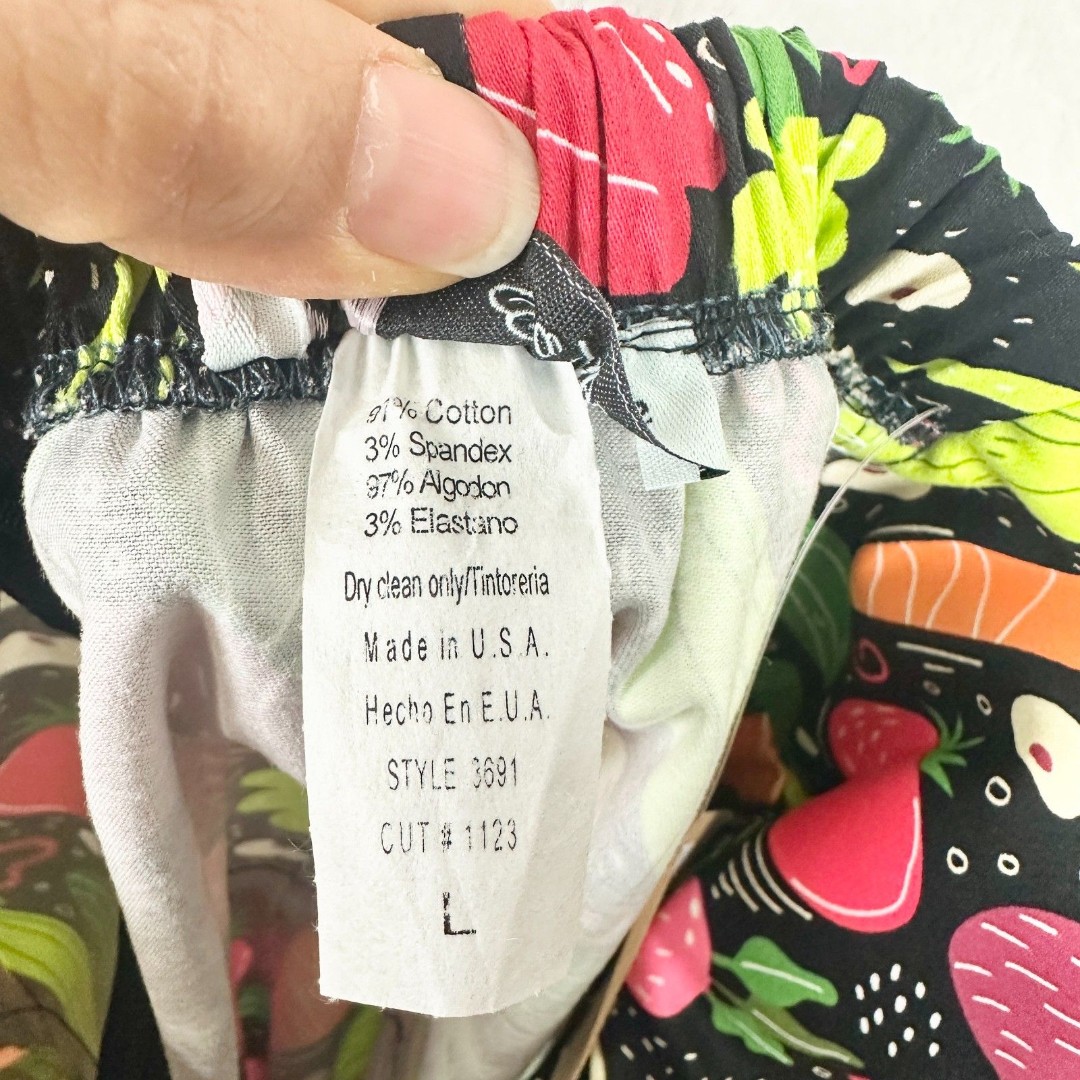 97% Cotton
3% Spandex
97% Algodon
3% Elastano
Dry clean only/Tintoreria
Made in U.S.A.
Hecho En E.U.A.
STYLE 3691
CUT # 1123
L